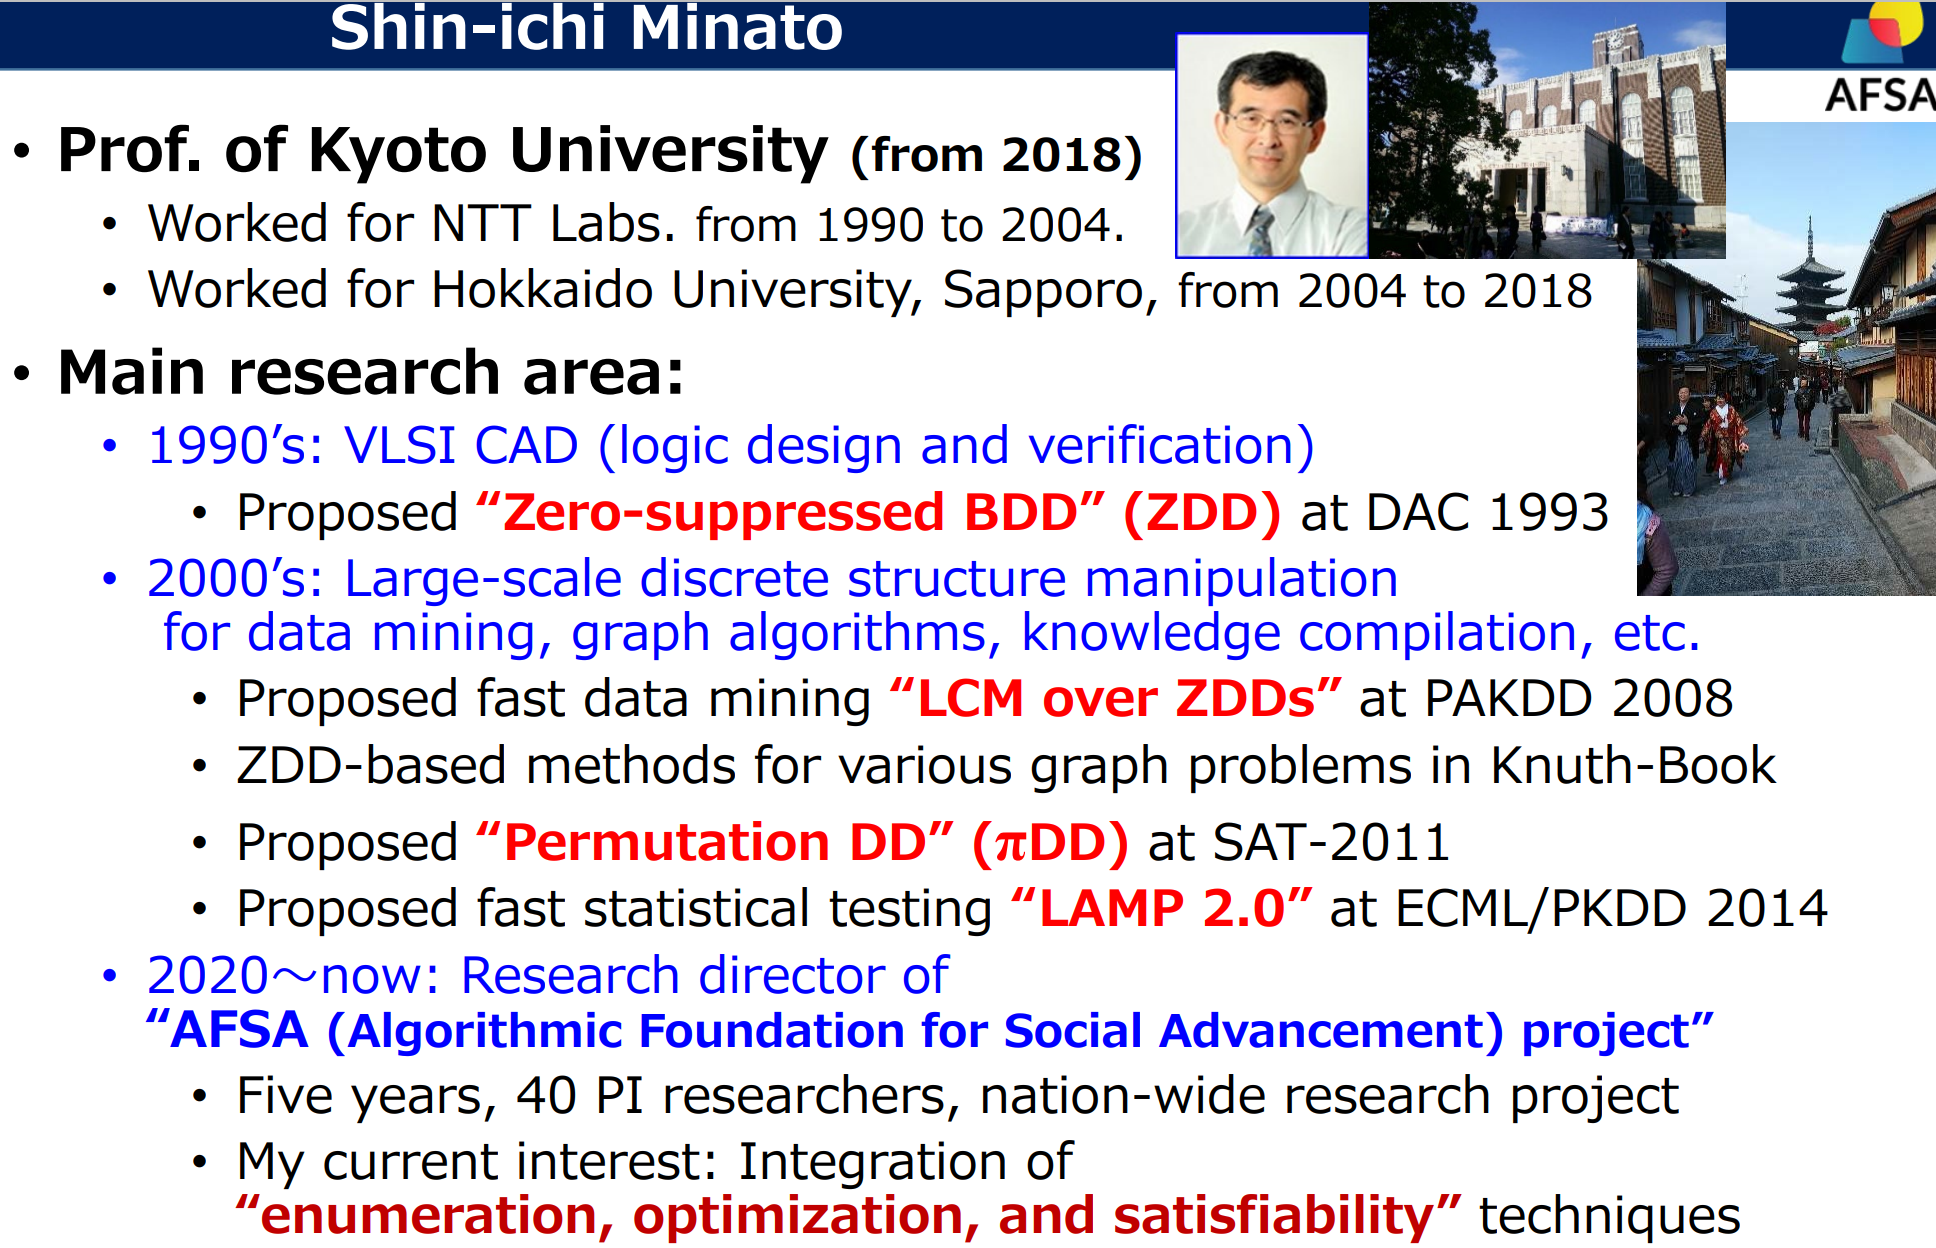 Shin-ichi Minato
AFSA
• Prof. of Kyoto University (from 2018)
• Worked for NTT Labs. from 1990 to 2004.
• Worked for Hokkaido University, Sapporo, from 2004 to 2018
• Main research area:
• 1990’s: VLSI CAD (logic design and verification)
• Proposed “Zero-suppressed BDD” (ZDD) at DAC 1993
• 2000’s: Large-scale discrete structure manipulation
for data mining, graph algorithms, knowledge compilation, etc.
• Proposed fast data mining “LCM over ZDDs” at PAKDD 2008
• ZDD-based methods for various graph problems in Knuth-Book
• Proposed “Permutation DD” (πDD) at SAT-2011
• Proposed fast statistical testing “LAMP 2.0” at ECML/PKDD 2014
• 2020～now: Research director of
“AFSA (Algorithmic Foundation for Social Advancement) project”
• Five years, 40 PI researchers, nation-wide research project
• My current interest: Integration of
“enumeration, optimization, and satisfiability” techniques